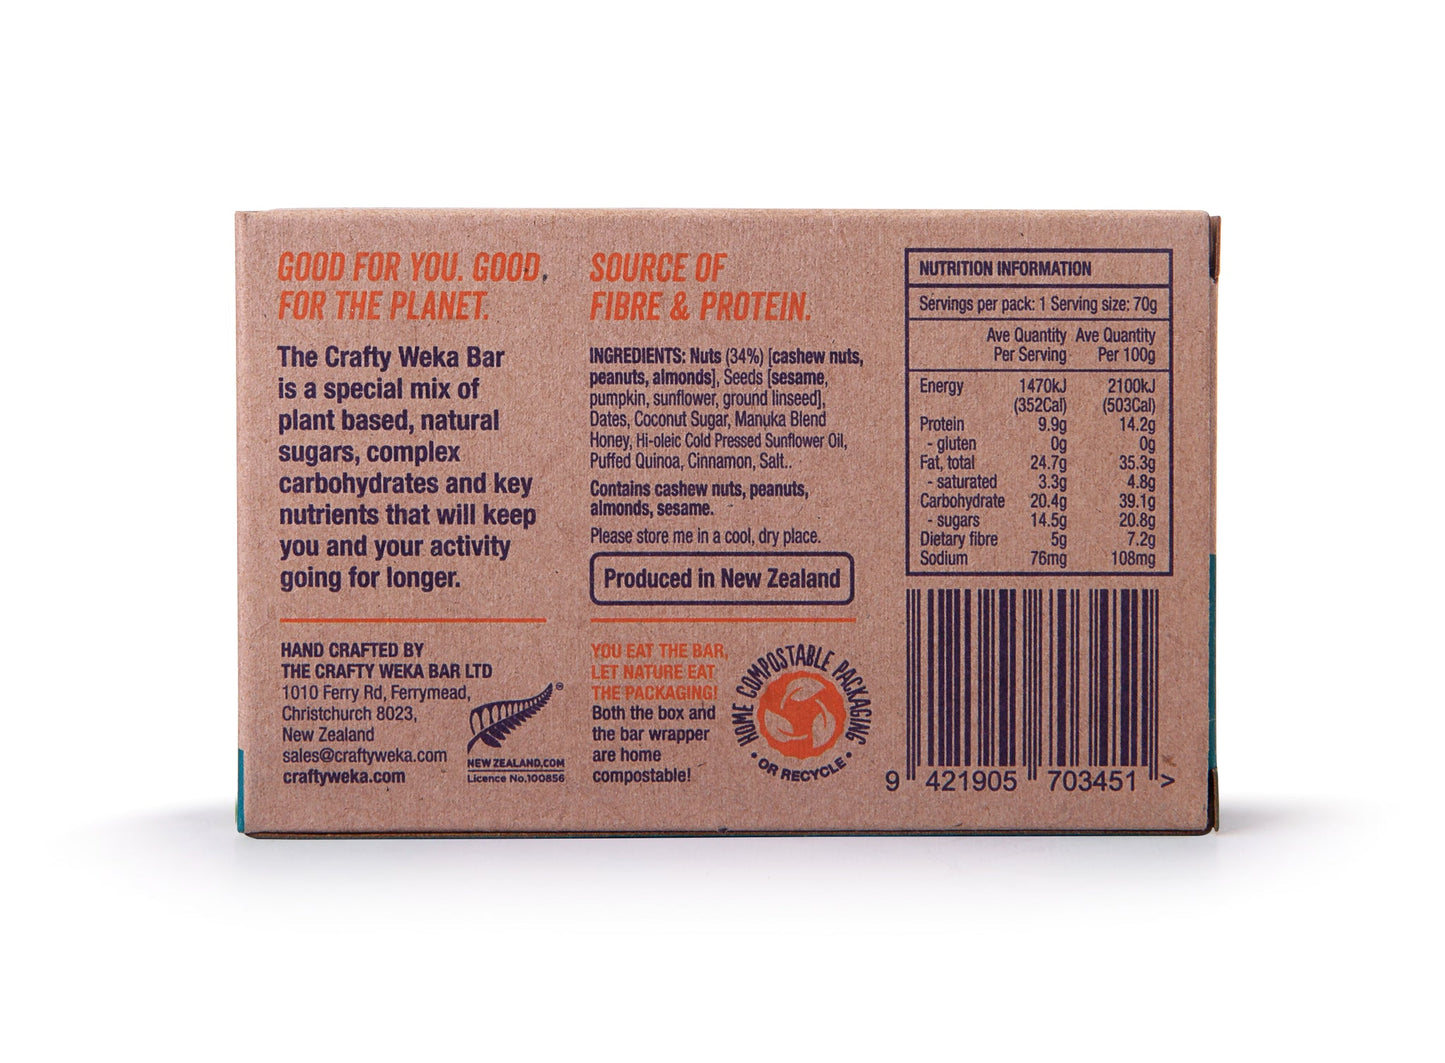 GOOD FOR YOU. GOOD.
FOR THE PLANET.
The Crafty Weka Bar
is a special mix of
plant based, natural
sugars, complex
carbohydrates and key
nutrients that will keep
you and your activity
going for longer.
HAND CRAFTED BY
THE CRAFTY WEKA BAR LTD
1010 Ferry Rd, Ferrymead,
Christchurch 8023,
New Zealand
sales@craftyweka.com
craftyweka.com
NEW ZEALAND.COM
Licence No.100856
SOURCE OF
FIBRE & PROTEIN.
INGREDIENTS: Nuts (34%) [cashew nuts,
peanuts, almonds], Seeds [sesame,
pumpkin, sunflower, ground linseed],
Dates, Coconut Sugar, Manuka Blend
Honey, Hi-oleic Cold Pressed Sunflower Oil,
Puffed Quinoa, Cinnamon, Salt..
Contains cashew nuts, peanuts,
almonds, sesame.
Please store me in a cool, dry place.
Produced in New Zealand
YOU EAT THE BAR,
LET NATURE EAT
THE PACKAGING!
Both the box and
the bar wrapper
are home
compostable!
• HOME COMPOSTABLE PACKAGING •
OR RECYCLE
NUTRITION INFORMATION
Servings per pack: 1 Serving size: 70g
Ave Quantity Ave Quantity
Per Serving Per 100g
Energy 1470kJ 2100kJ
(352Cal) (503Cal)
Protein 9.9g 14.2g
- gluten 0g 0g
Fat, total 24.7g 35.3g
- saturated 3.3g 4.8g
Carbohydrate 20.4g 39.1g
- sugars 14.5g 20.8g
Dietary fibre 5g 7.2g
Sodium 76mg 108mg
9 421905 703451 >